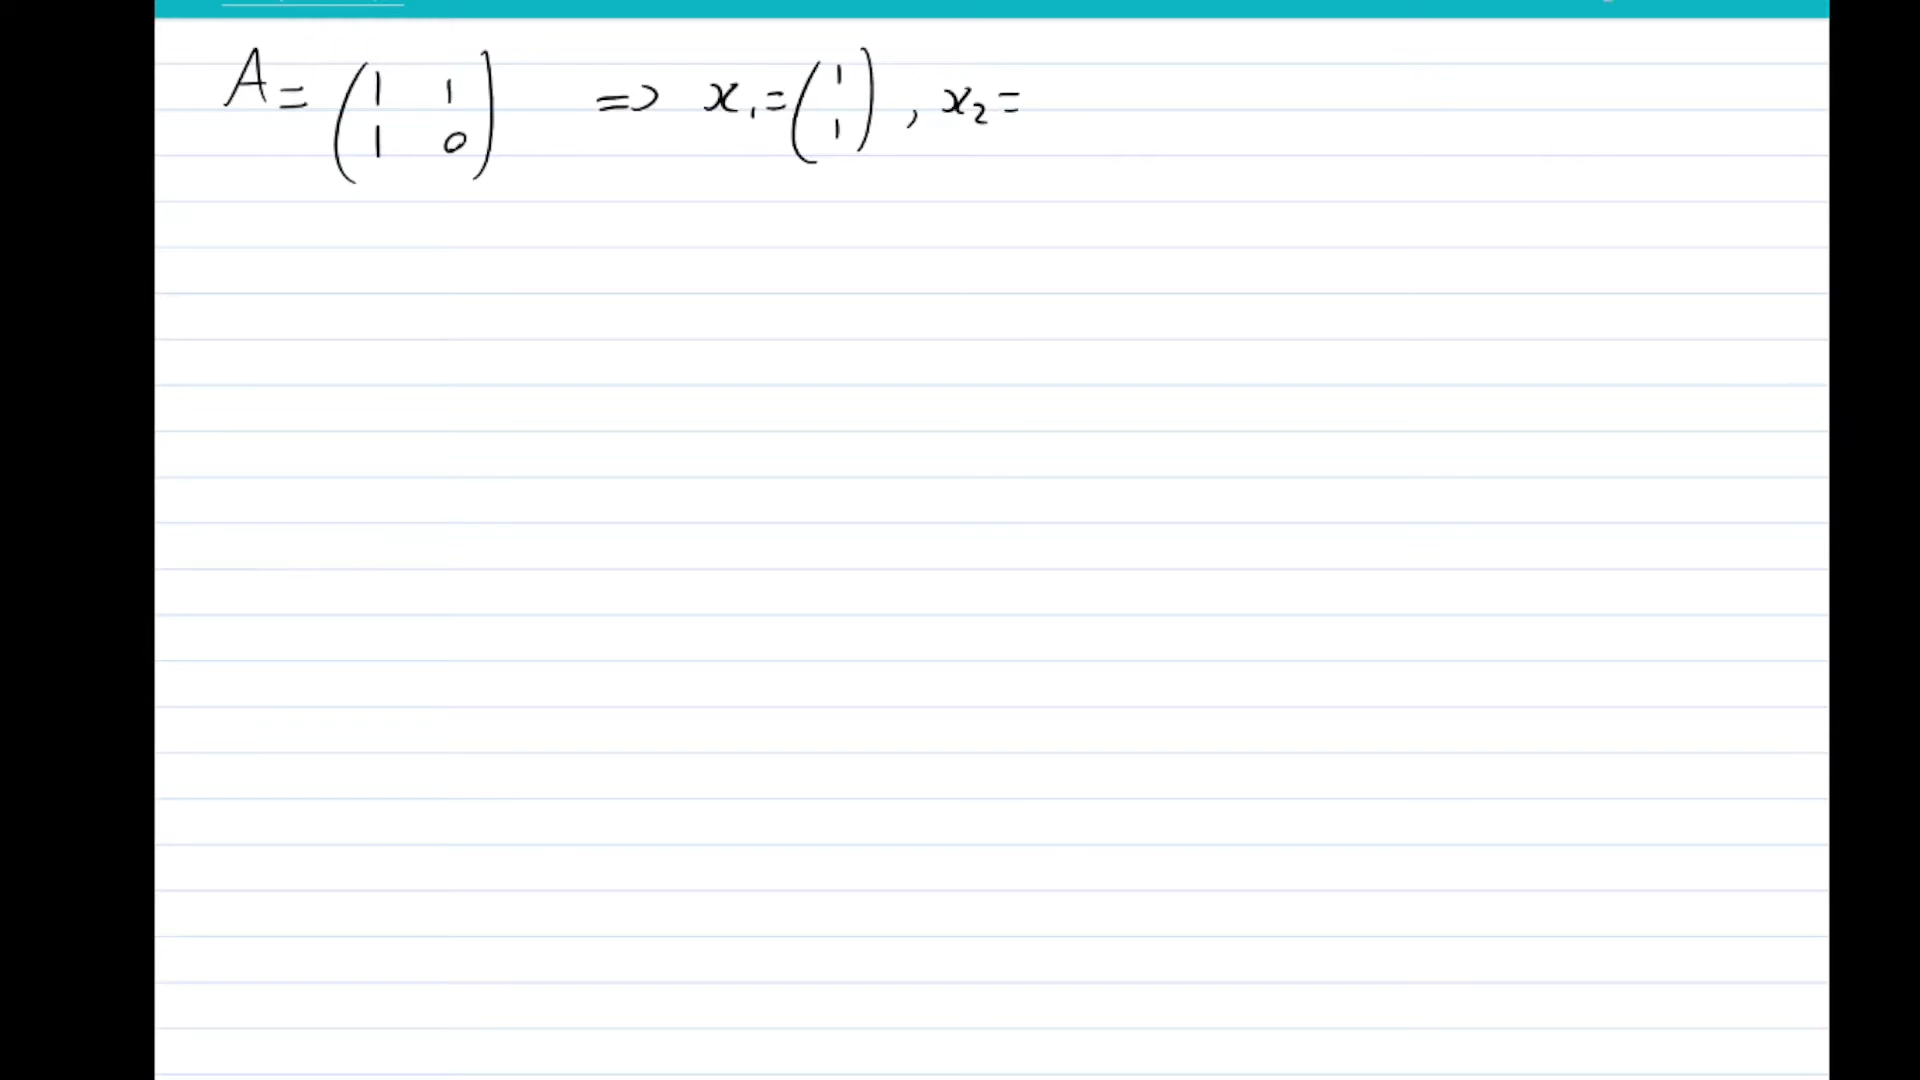 A = (1 1 ; 1 0) => x₁ = (1 ; 1), x₂ =